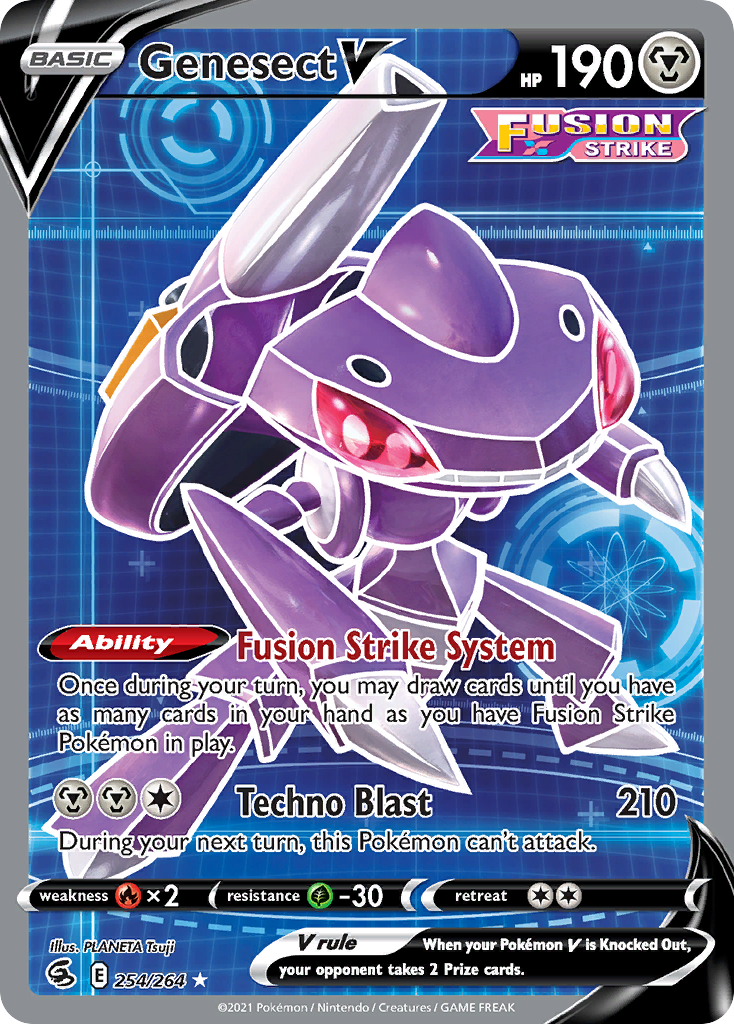 BASIC Genesect V HP 190
FUSION
STRIKE
Ability Fusion Strike System
Once during your turn, you may draw cards until you have
as many cards in your hand as you have Fusion Strike
Pokémon in play.
Techno Blast 210
During your next turn, this Pokémon can't attack.
weakness ×2 resistance -30 retreat
Illus. PLANETA Tsuji
V rule When your Pokémon V is Knocked Out,
your opponent takes 2 Prize cards.
E 254/264 ★
©2021 Pokémon / Nintendo / Creatures / GAME FREAK